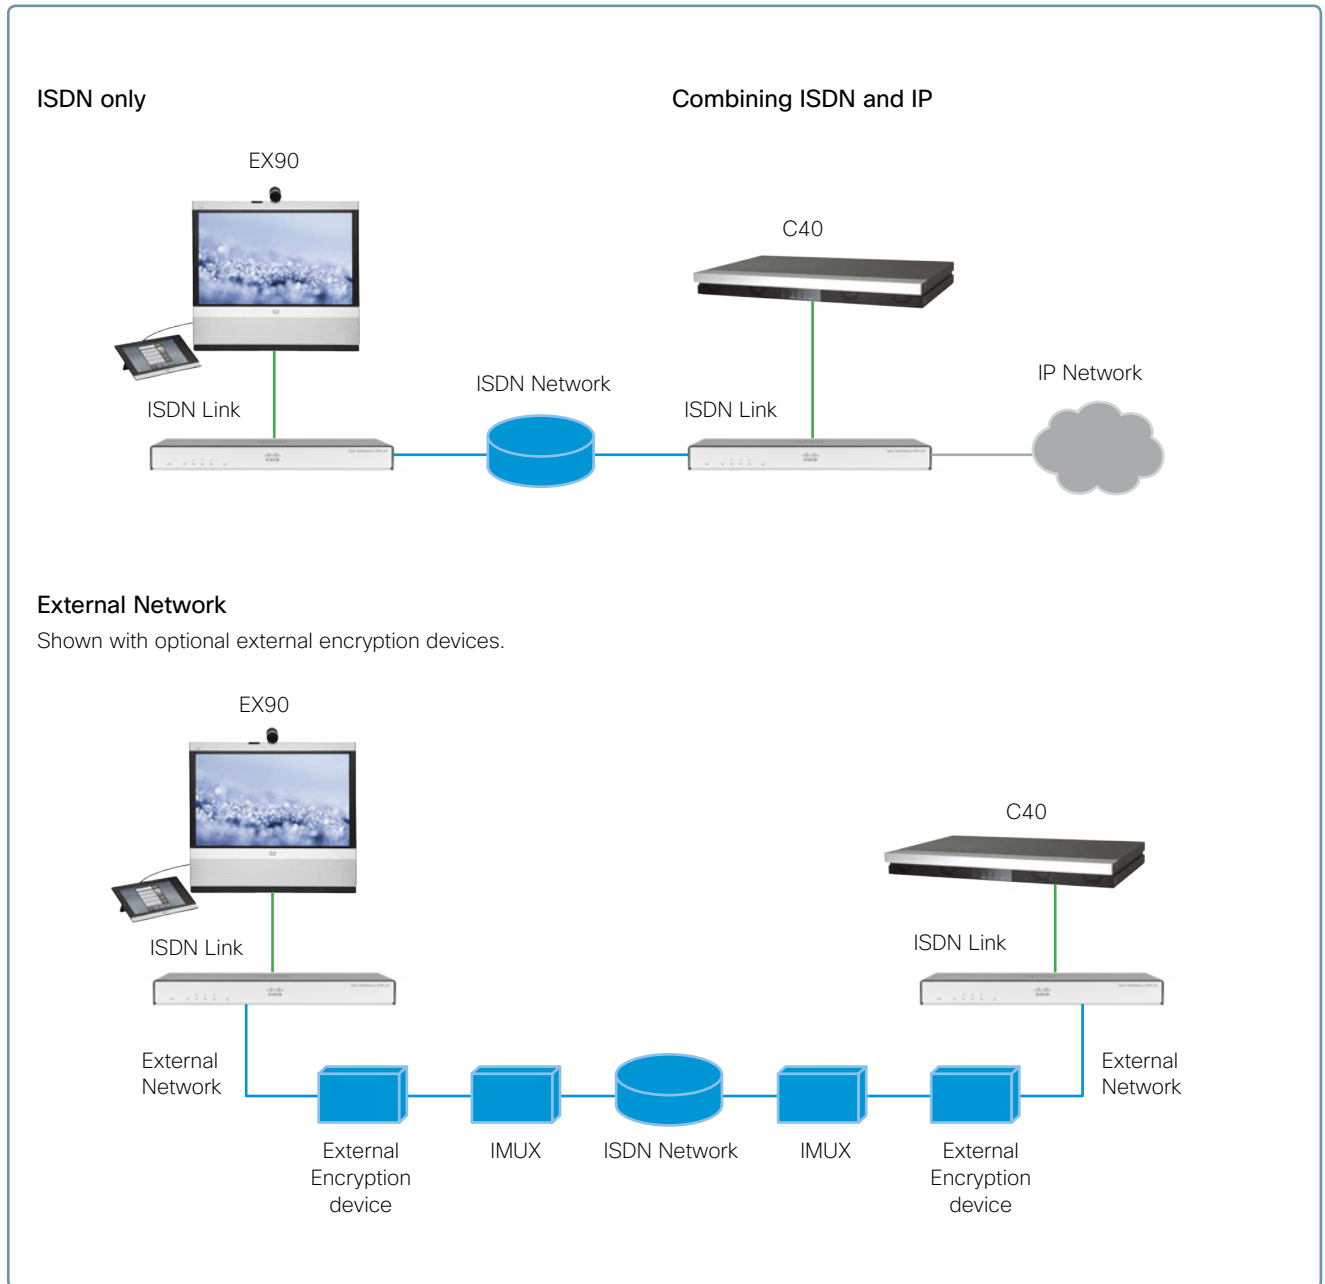 ISDN only
Combining ISDN and IP
EX90
C40
ISDN Network
IP Network
ISDN Link
ISDN Link
External Network
Shown with optional external encryption devices.
EX90
C40
ISDN Link
ISDN Link
External
Network
External
Network
External
Encryption
device
IMUX
ISDN Network
IMUX
External
Encryption
device